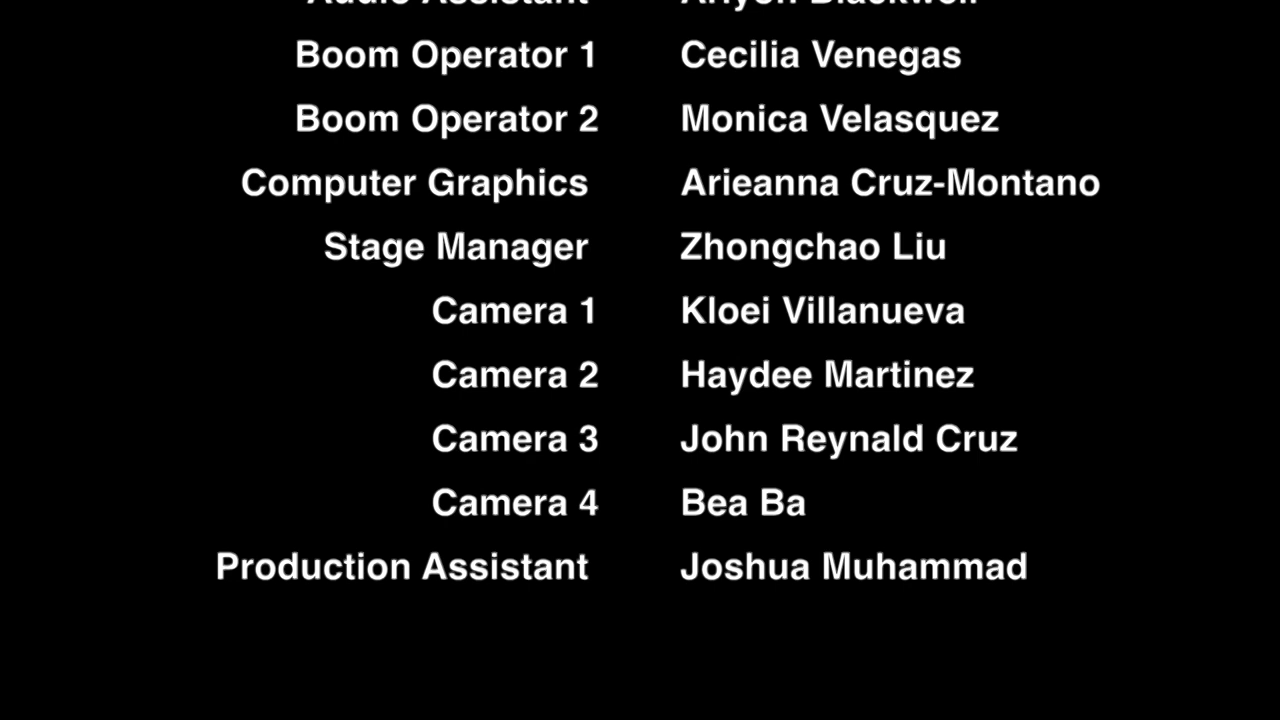 Audio Assistant
Boom Operator 1 Cecilia Venegas
Boom Operator 2 Monica Velasquez
Computer Graphics Arieanna Cruz-Montano
Stage Manager Zhongchao Liu
Camera 1 Kloei Villanueva
Camera 2 Haydee Martinez
Camera 3 John Reynald Cruz
Camera 4 Bea Ba
Production Assistant Joshua Muhammad